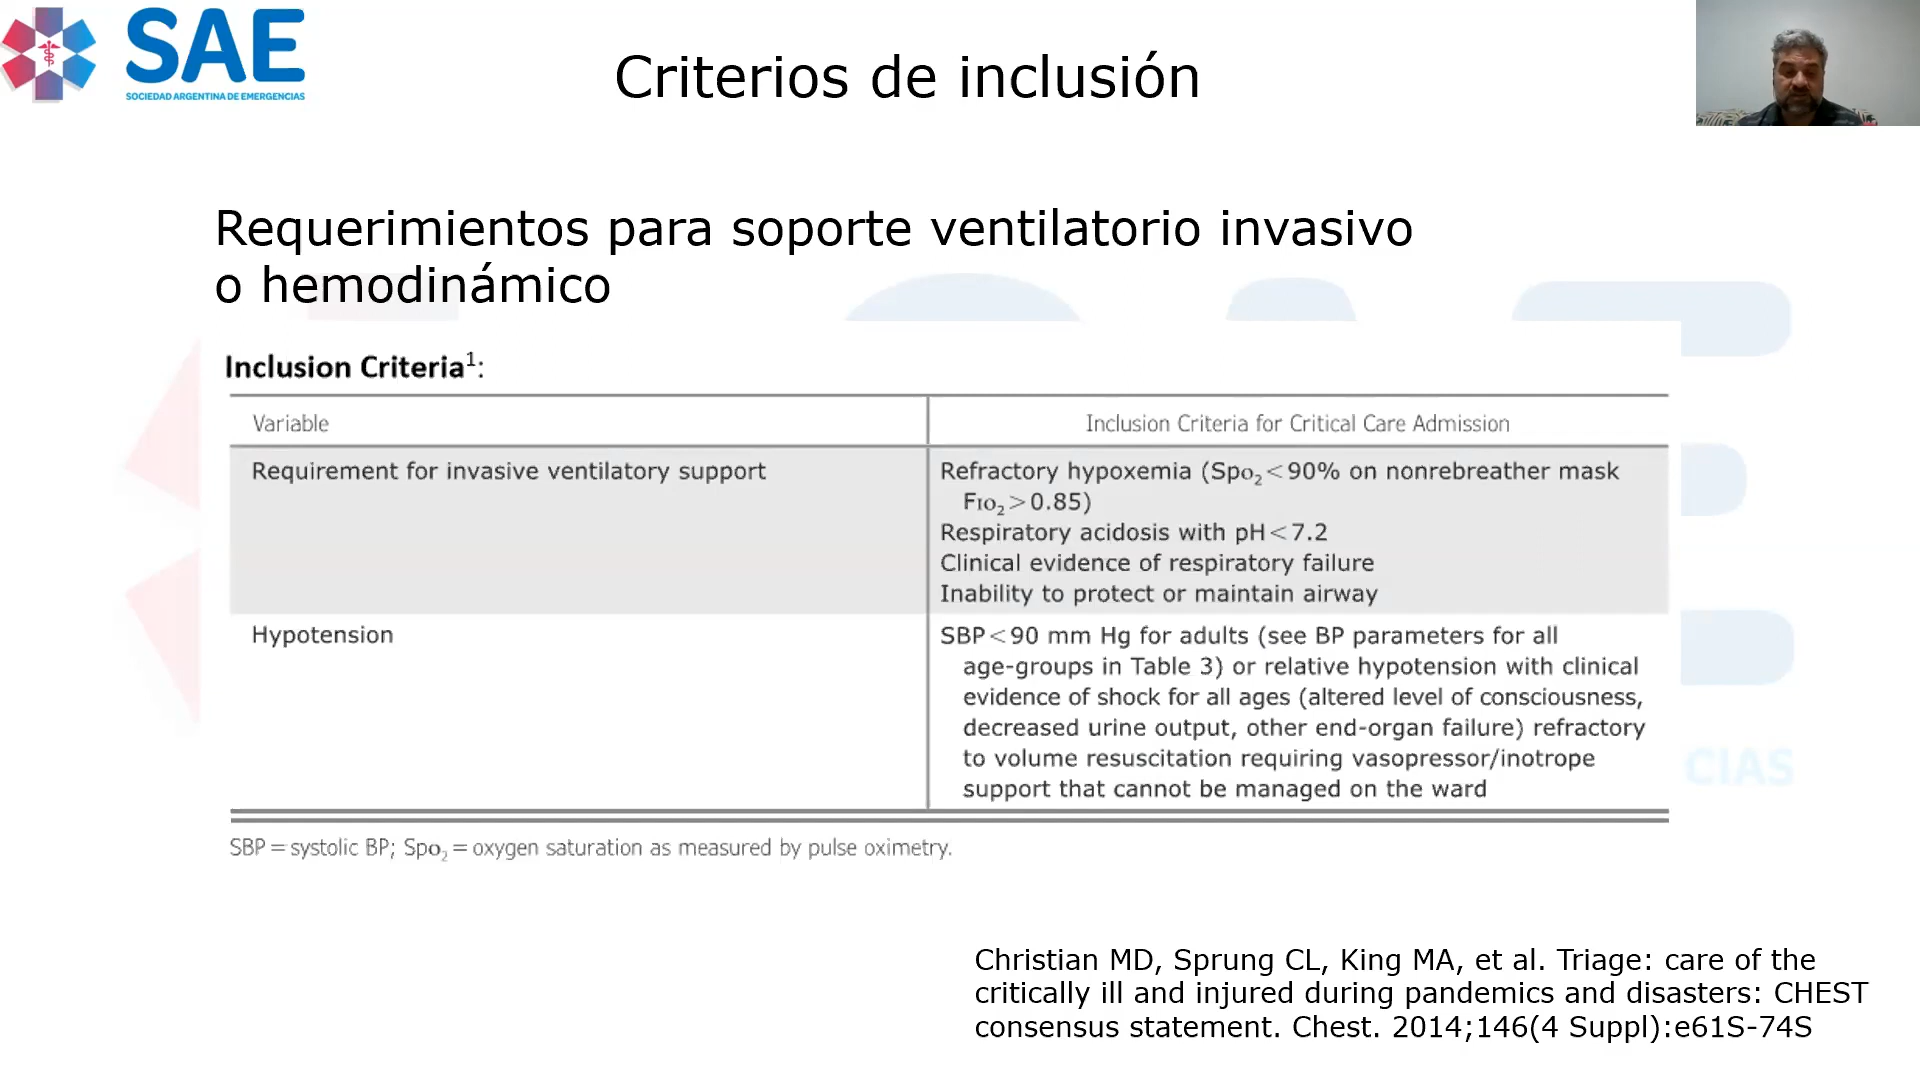 SAE
SOCIEDAD ARGENTINA DE EMERGENCIAS
Criterios de inclusión
Requerimientos para soporte ventilatorio invasivo
o hemodinámico
Inclusion Criteria¹:
Variable
Inclusion Criteria for Critical Care Admission
Requirement for invasive ventilatory support
Refractory hypoxemia (Spo₂<90% on nonrebreather mask
FIO₂>0.85)
Respiratory acidosis with pH<7.2
Clinical evidence of respiratory failure
Inability to protect or maintain airway
Hypotension
SBP<90 mm Hg for adults (see BP parameters for all
age-groups in Table 3) or relative hypotension with clinical
evidence of shock for all ages (altered level of consciousness,
decreased urine output, other end-organ failure) refractory
to volume resuscitation requiring vasopressor/inotrope
support that cannot be managed on the ward
SBP=systolic BP; Spo₂=oxygen saturation as measured by pulse oximetry.
CIAS
Christian MD, Sprung CL, King MA, et al. Triage: care of the
critically ill and injured during pandemics and disasters: CHEST
consensus statement. Chest. 2014;146(4 Suppl):e61S-74S